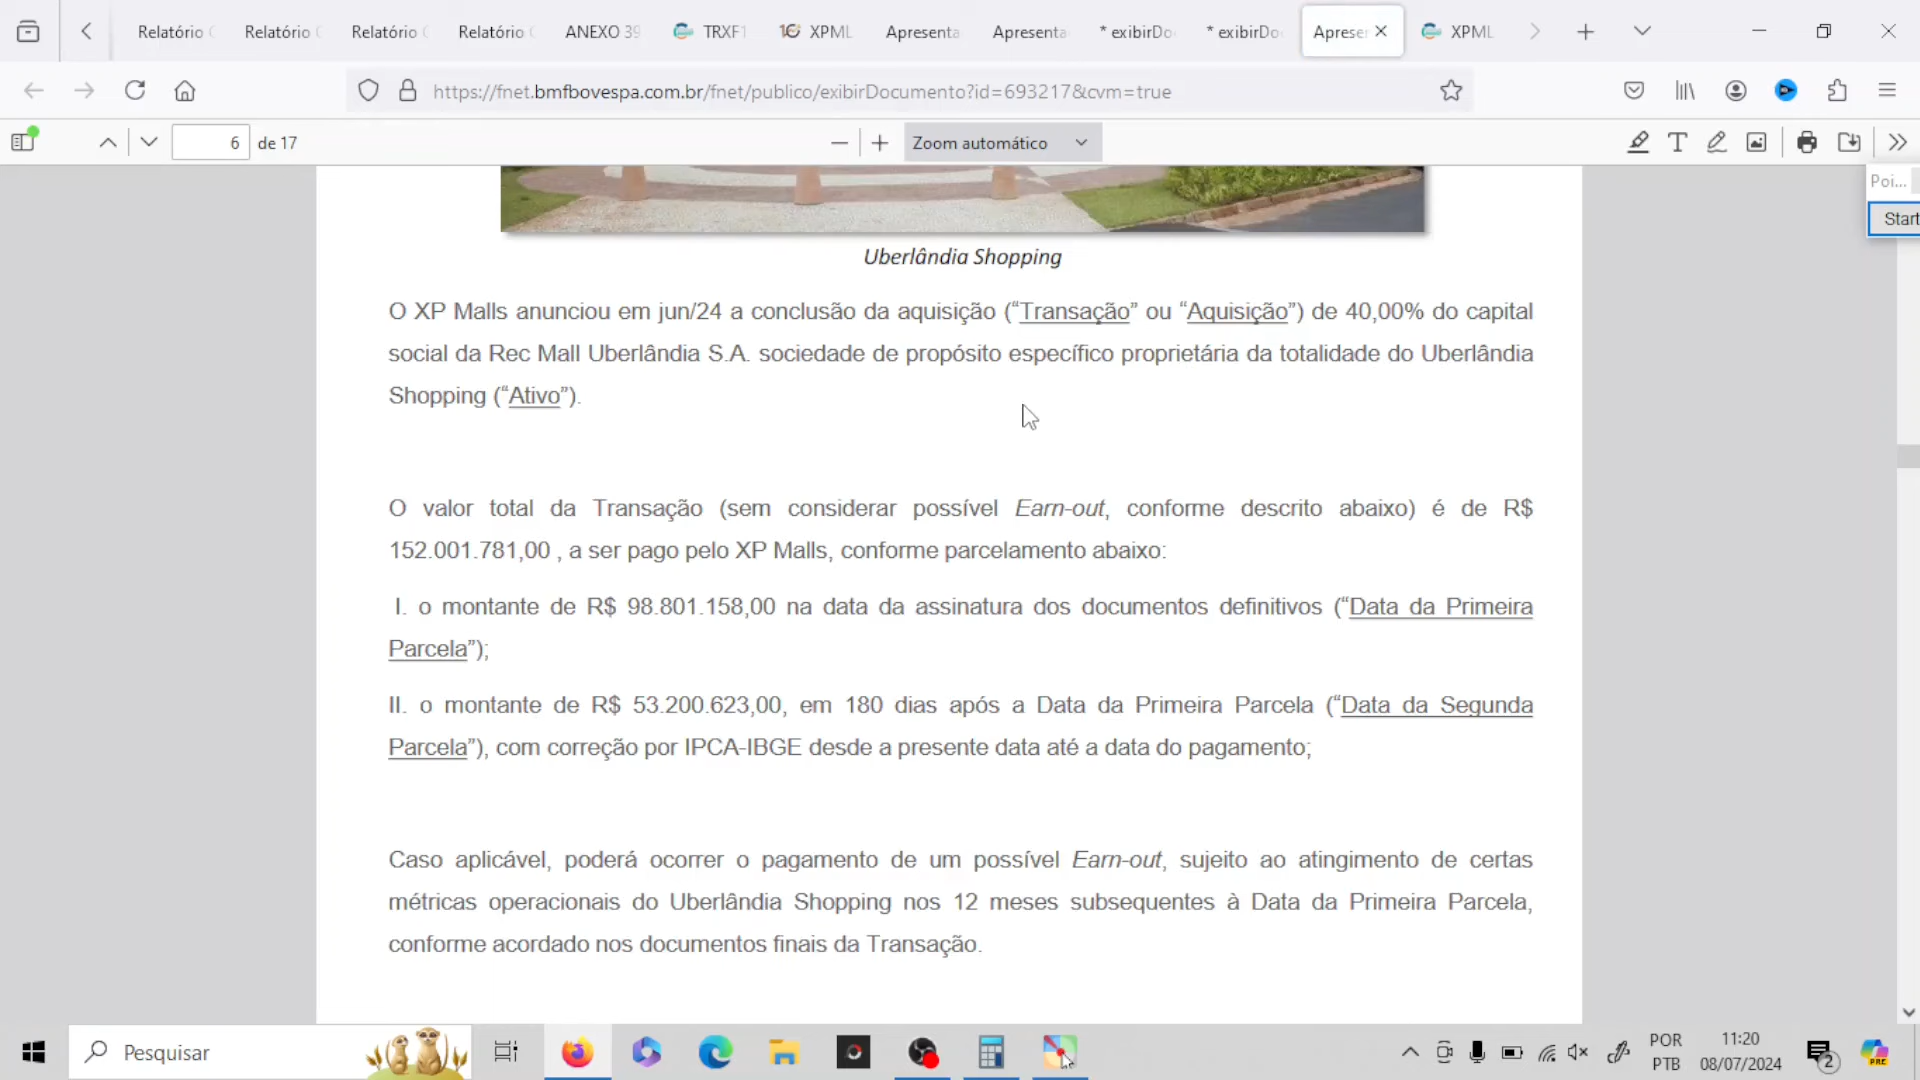 Relatório
Relatório
Relatório
Relatório
ANEXO 39
TRXF1
XPML
Apresenta
Apresenta
* exibirDo
* exibirDo
Aprese
XPML
https://fnet.bmfbovespa.com.br/fnet/publico/exibirDocumento?id=693217&cvm=true
6 de 17
Zoom automático
Poi...
Start
Uberlândia Shopping
O XP Malls anunciou em jun/24 a conclusão da aquisição (“Transação” ou “Aquisição”) de 40,00% do capital
social da Rec Mall Uberlândia S.A. sociedade de propósito específico proprietária da totalidade do Uberlândia
Shopping (“Ativo”).
O valor total da Transação (sem considerar possível Earn-out, conforme descrito abaixo) é de R$
152.001.781,00 , a ser pago pelo XP Malls, conforme parcelamento abaixo:
I. o montante de R$ 98.801.158,00 na data da assinatura dos documentos definitivos (“Data da Primeira
Parcela”);
II. o montante de R$ 53.200.623,00, em 180 dias após a Data da Primeira Parcela (“Data da Segunda
Parcela”), com correção por IPCA-IBGE desde a presente data até a data do pagamento;
Caso aplicável, poderá ocorrer o pagamento de um possível Earn-out, sujeito ao atingimento de certas
métricas operacionais do Uberlândia Shopping nos 12 meses subsequentes à Data da Primeira Parcela,
conforme acordado nos documentos finais da Transação.
Pesquisar
POR
PTB
11:20
08/07/2024
2
PRE